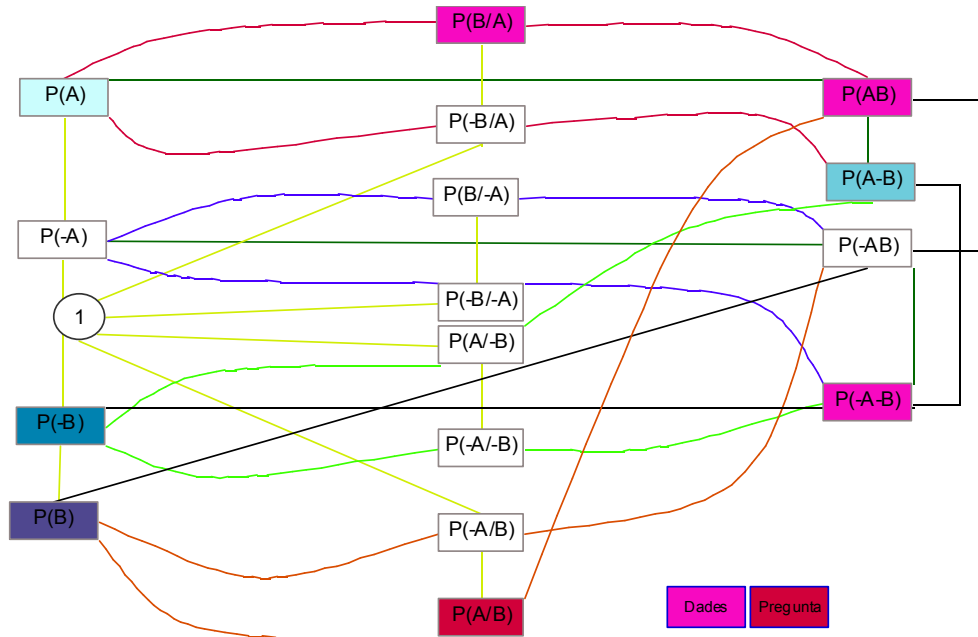 P(B/A)
P(A)
P(AB)
P(-B/A)
P(A-B)
P(B/-A)
P(-A)
P(-AB)
P(-B/-A)
1
P(A/-B)
P(-B)
P(-A-B)
P(-A/-B)
P(B)
P(-A/B)
P(A/B)
Dades
Pregunta